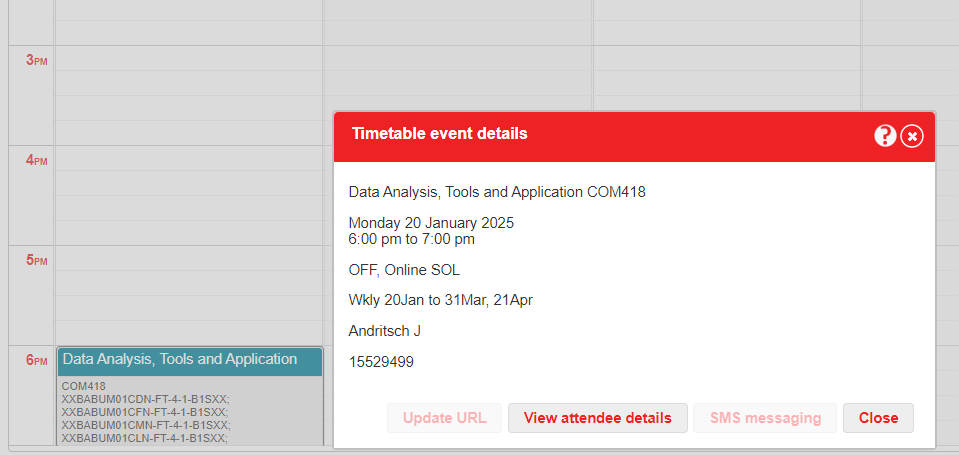 3PM
4PM
5PM
6PM
Data Analysis, Tools and Application
COM418
XXBABUM01CDN-FT-4-1-B1SXX;
XXBABUM01CFN-FT-4-1-B1SXX;
XXBABUM01CMN-FT-4-1-B1SXX;
XXBABUM01CLN-FT-4-1-B1SXX;
Timetable event details
?
Data Analysis, Tools and Application COM418
Monday 20 January 2025
6:00 pm to 7:00 pm
OFF, Online SOL
Wkly 20Jan to 31Mar, 21Apr
Andritsch J
15529499
Update URL
View attendee details
SMS messaging
Close